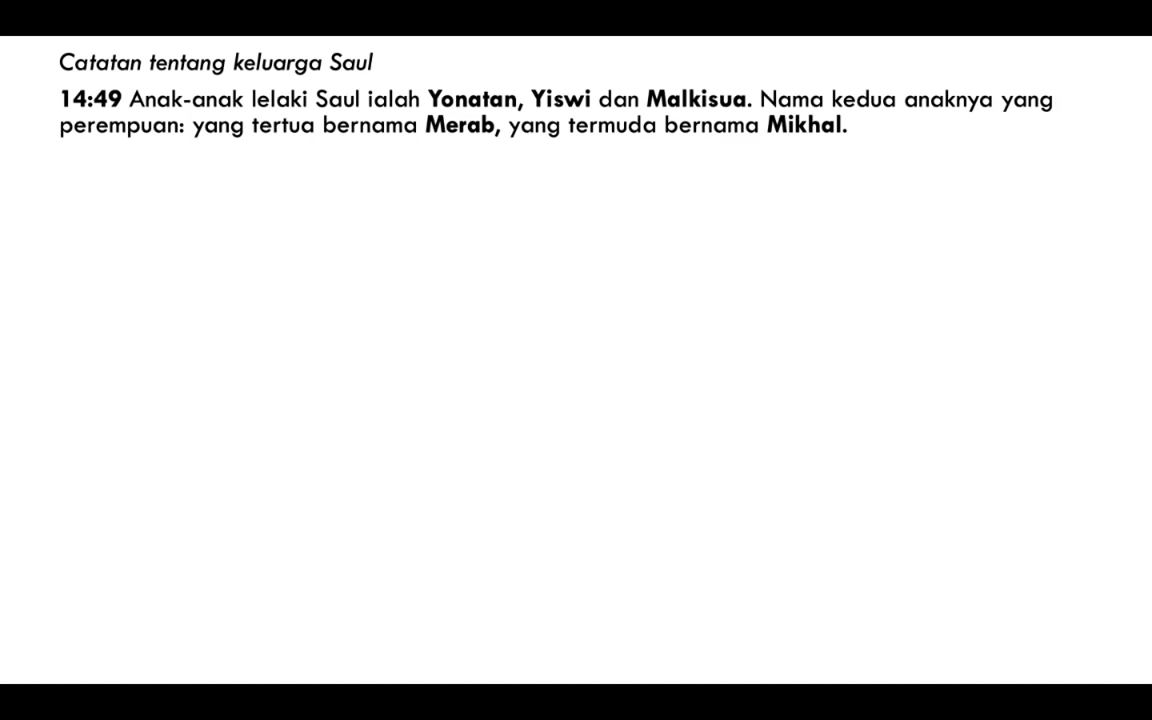 Catatan tentang keluarga Saul
14:49 Anak-anak lelaki Saul ialah Yonatan, Yiswi dan Malkisua. Nama kedua anaknya yang
perempuan: yang tertua bernama Merab, yang termuda bernama Mikhal.